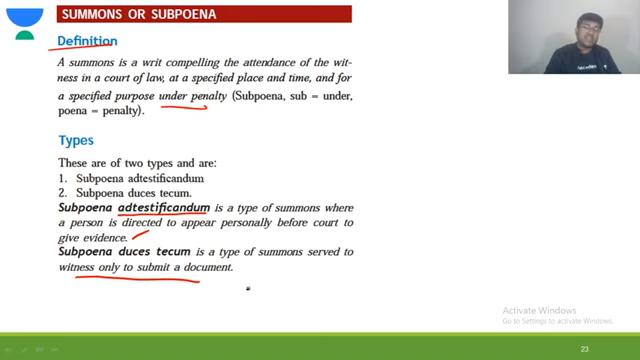 SUMMONS OR SUBPOENA
Definition
A summons is a writ compelling the attendance of the wit-
ness in a court of law, at a specified place and time, and for
a specified purpose under penalty (Subpoena, sub = under,
poena = penalty).
Types
These are of two types and are:
1. Subpoena adtestificandum
2. Subpoena duces tecum.
Subpoena adtestificandum is a type of summons where
a person is directed to appear personally before court to
give evidence.
Subpoena duces tecum is a type of summons served to
witness only to submit a document.
Activate Windows
Go to Settings to activate Windows.
23